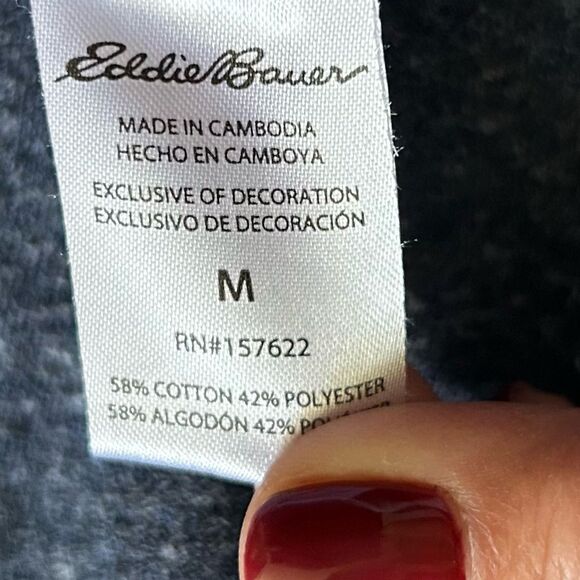 Eddie Bauer
MADE IN CAMBODIA
HECHO EN CAMBOYA
EXCLUSIVE OF DECORATION
EXCLUSIVO DE DECORACIÓN
M
RN#157622
58% COTTON 42% POLYESTER
58% ALGODÓN 42%